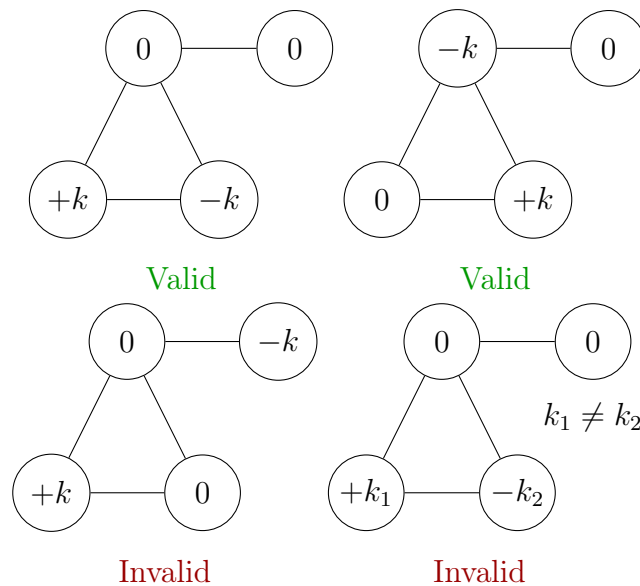 0 0
+k −k
Valid
−k 0
0 +k
Valid
0 −k
+k 0
Invalid
0 0
k₁ ≠ k₂
+k₁ −k₂
Invalid